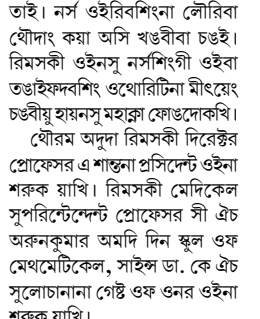 তাই। নর্স ওইরিবশিংনা লৌরিবা
থৌদাং কয়া অসি খঙবীবা চঙই।
রিমসকী ওইনসু নর্সশিংগী ওইবা
তঙাইফদবশিং ওথোরিটিনা মীৎয়েং
চঙবীয়ু হায়নসু মহাক্না ফোঙদোকখি।
থৌরম অদুদা রিমসকী দিরেক্টর
প্রোফেসর এ শান্তনা প্রসিদেন্ট ওইনা
শরুক য়াখি। রিমসকী মেদিকেল
সুপরিন্টেন্দেন্ট প্রোফেসর সী ঐচ
অরুনকুমার অমদি দিন স্কুল ওফ
মেথমেটিকেল, সাইন্স ডা. কে ঐচ
সুলোচানানা গেষ্ট ওফ ওনর ওইনা
শরুক য়াখি।